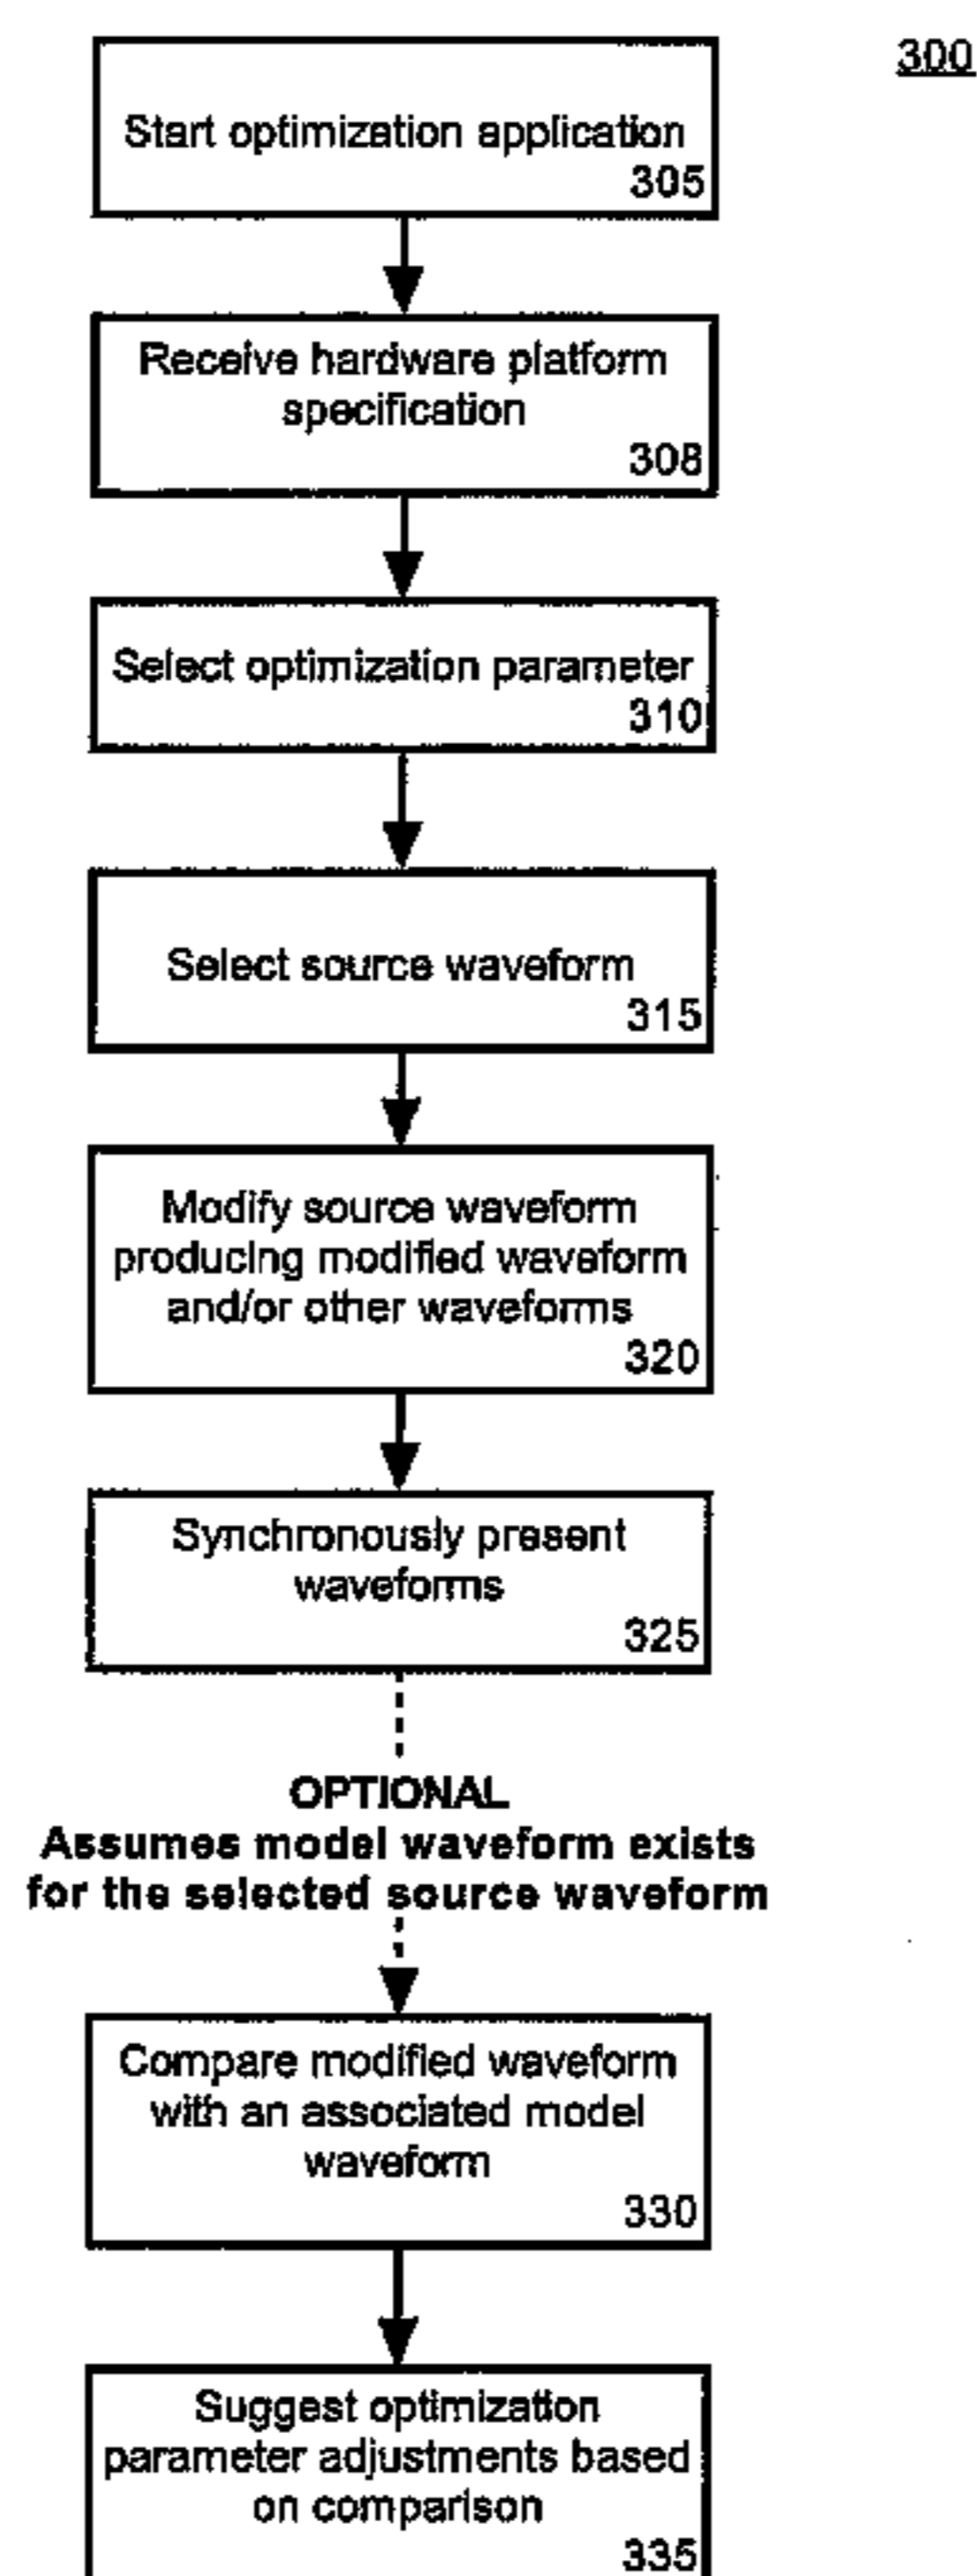 300
Start optimization application
305
Receive hardware platform
specification
308
Select optimization parameter
310
Select source waveform
315
Modify source waveform
producing modified waveform
and/or other waveforms
320
Synchronously present
waveforms
325
OPTIONAL
Assumes model waveform exists
for the selected source waveform
Compare modified waveform
with an associated model
waveform
330
Suggest optimization
parameter adjustments based
on comparison
335